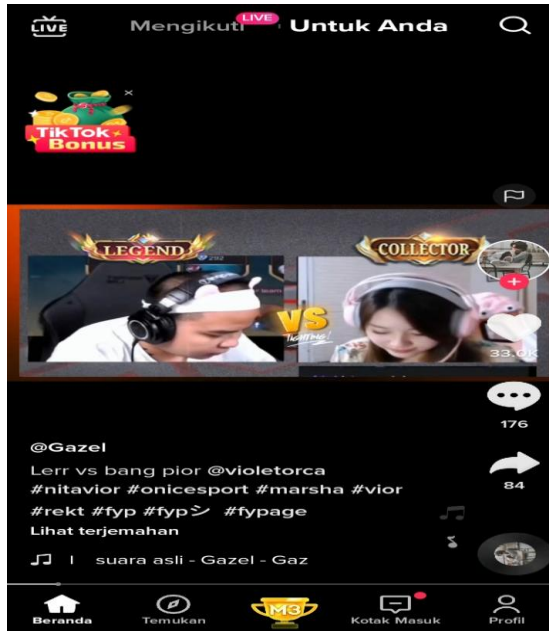 LIVE
Mengikuti
LIVE
Untuk Anda
TikTok
Bonus
LEGEND
COLLECTOR
VS
33.0K
176
84
@Gazel
Lerr vs bang pior @violetorca
#nitavior #onicesport #marsha #vior
#rekt #fyp #fypシ #fypage
Lihat terjemahan
suara asli - Gazel - Gaz
Beranda
Temukan
M3
Kotak Masuk
Profil